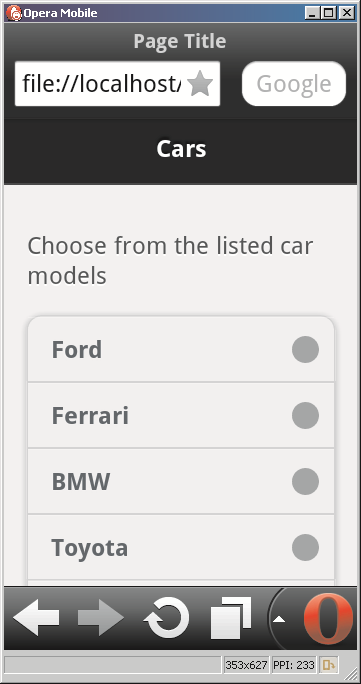 Opera Mobile
Page Title
file://localhost/
Google
Cars
Choose from the listed car
models
Ford
Ferrari
BMW
Toyota
353x627
PPI: 233